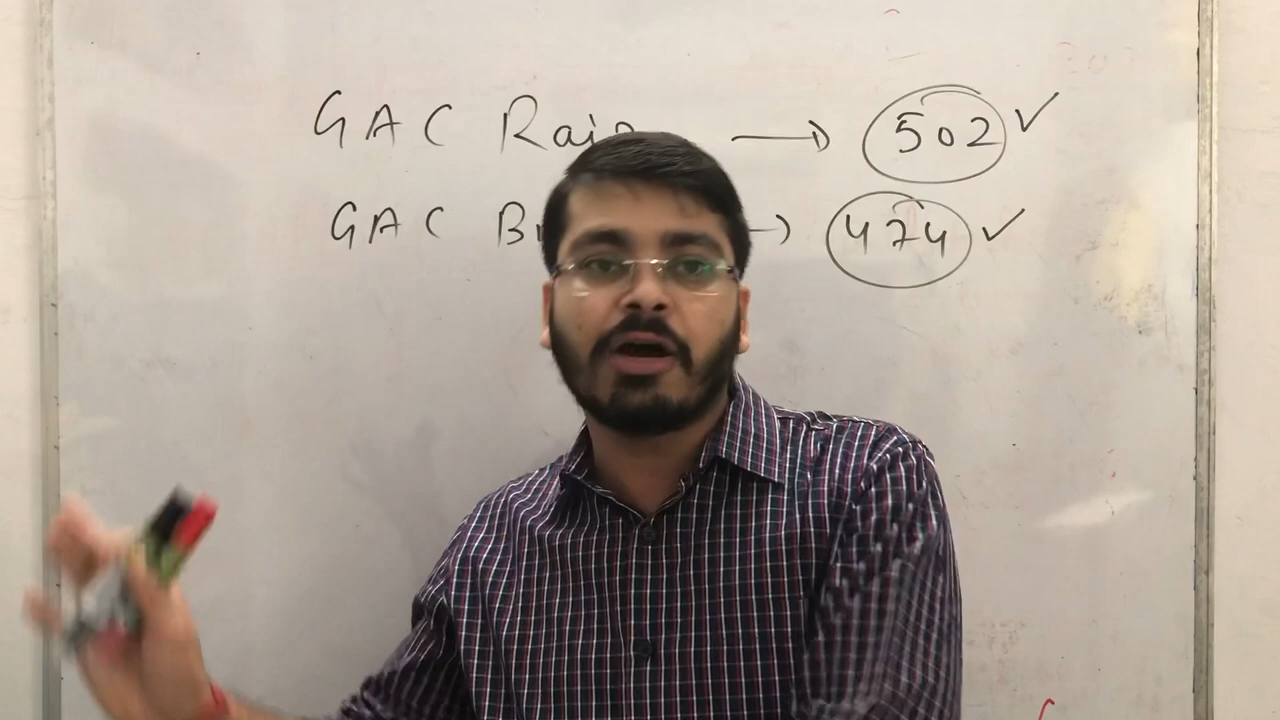 GAC → 502 ✓
GAC → 474 ✓